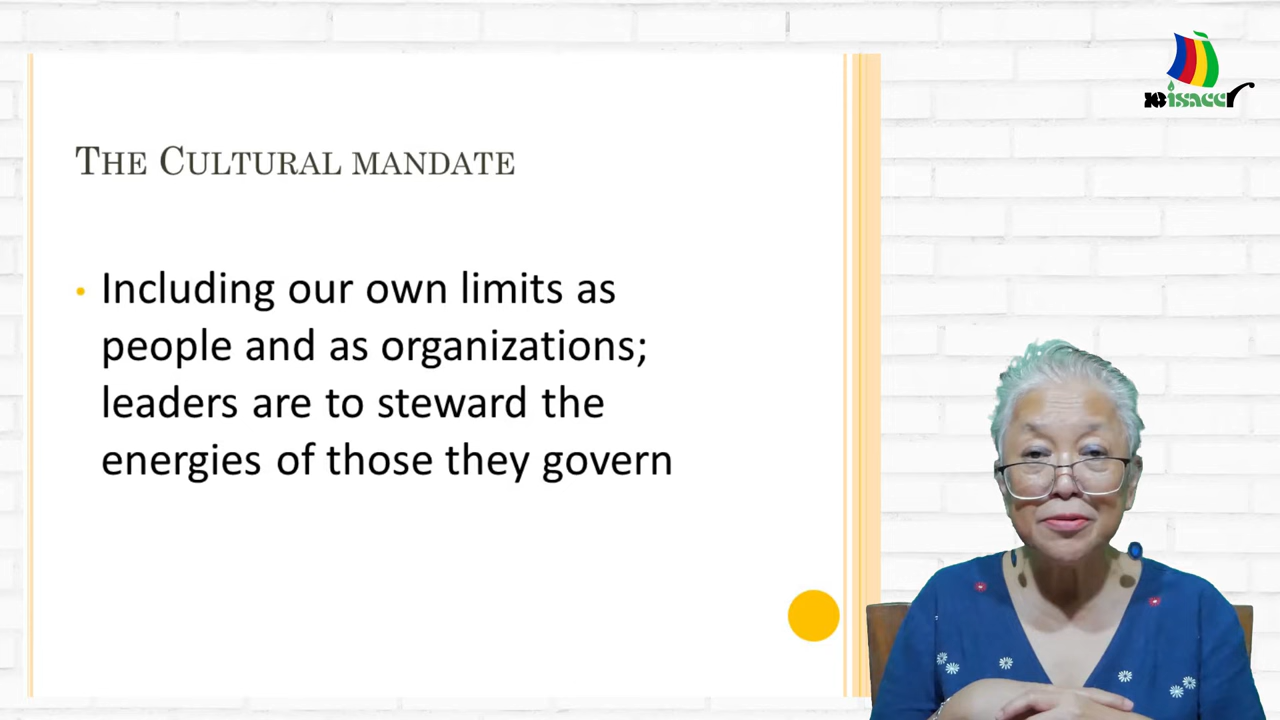 The Cultural mandate
Including our own limits as
people and as organizations;
leaders are to steward the
energies of those they govern
isacc